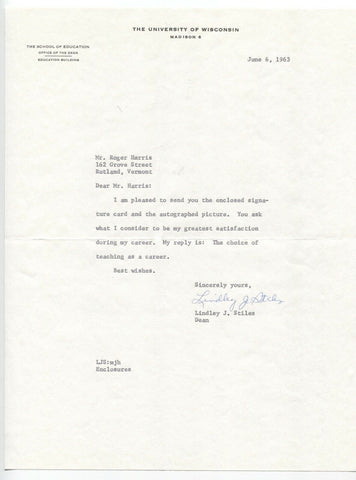 THE UNIVERSITY OF WISCONSIN
MADISON 6
THE SCHOOL OF EDUCATION
OFFICE OF THE DEAN
EDUCATION BUILDING
June 6, 1963
Mr. Roger Harris
162 Grove Street
Rutland, Vermont
Dear Mr. Harris:
I am pleased to send you the enclosed signa-
ture card and the autographed picture. You ask
what I consider to be my greatest satisfaction
during my career. My reply is: The choice of
teaching as a career.
Best wishes.
Sincerely yours,
Lindley J. Stiles
Lindley J. Stiles
Dean
LJS:mjh
Enclosures